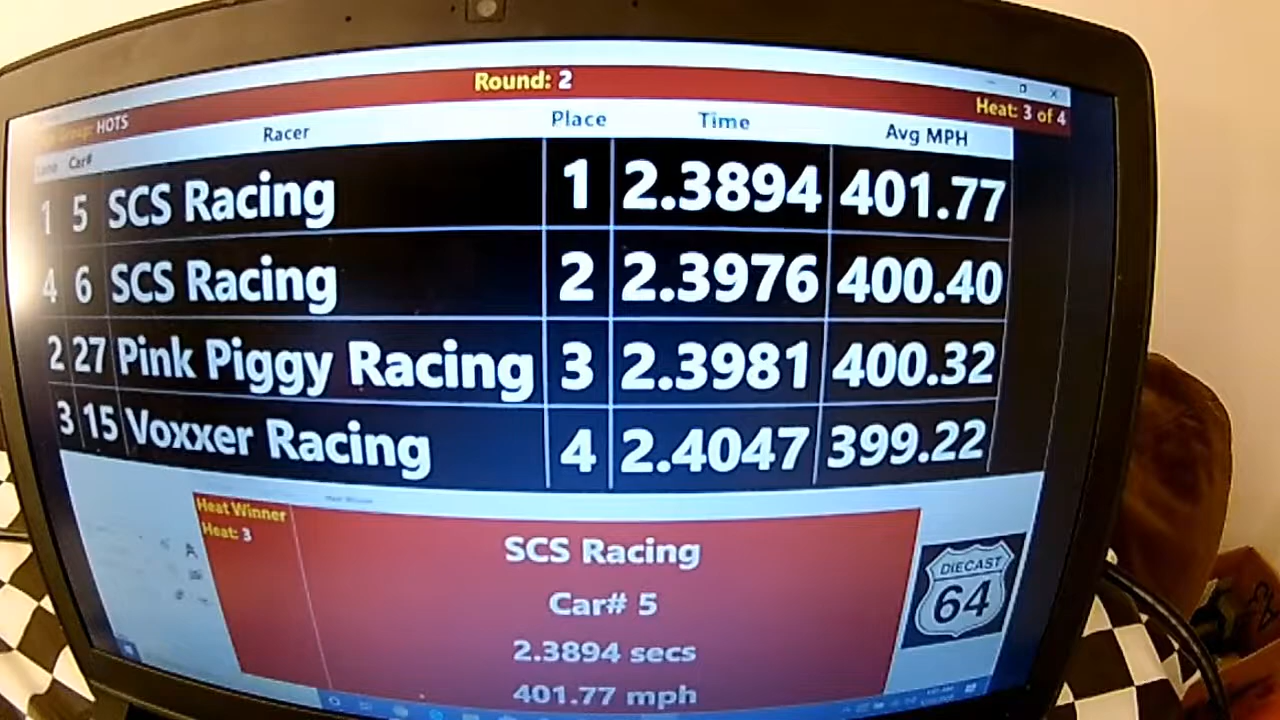 Round: 2
HOTS
Heat: 3 of 4
Car# Racer Place Time Avg MPH
1 5 SCS Racing 1 2.3894 401.77
4 6 SCS Racing 2 2.3976 400.40
2 27 Pink Piggy Racing 3 2.3981 400.32
3 15 Voxxer Racing 4 2.4047 399.22
Heat Winner
Heat: 3
SCS Racing
Car# 5
2.3894 secs
401.77 mph
DIECAST
64